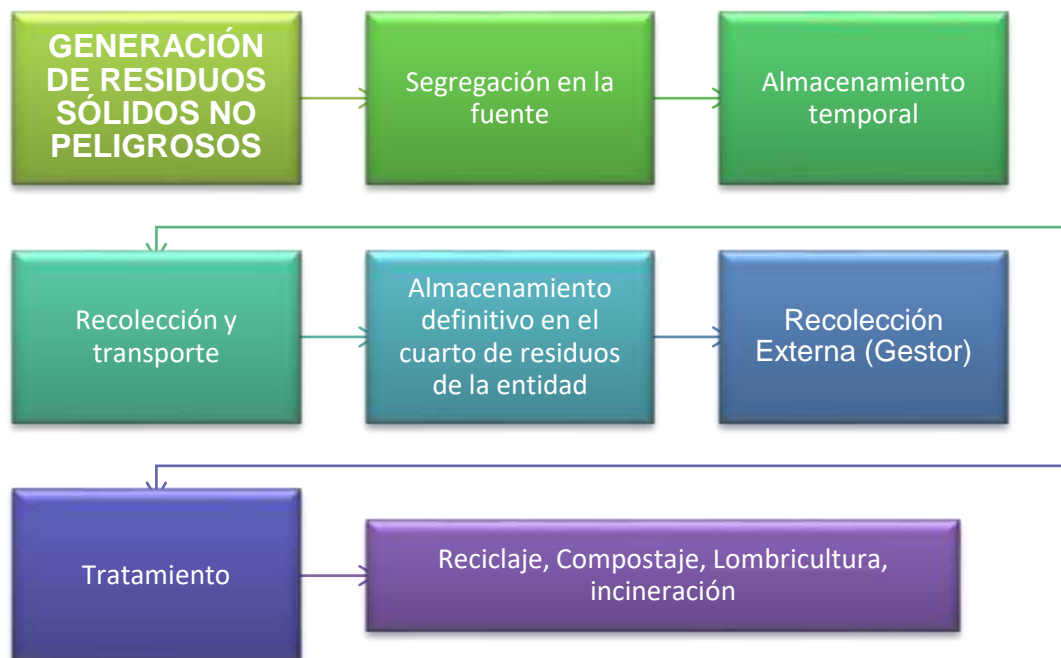 GENERACIÓN
DE RESIDUOS
SÓLIDOS NO
PELIGROSOS
Segregación en la
fuente
Almacenamiento
temporal
Recolección y
transporte
Almacenamiento
definitivo en el
cuarto de residuos
de la entidad
Recolección
Externa (Gestor)
Tratamiento
Reciclaje, Compostaje, Lombricultura,
incineración